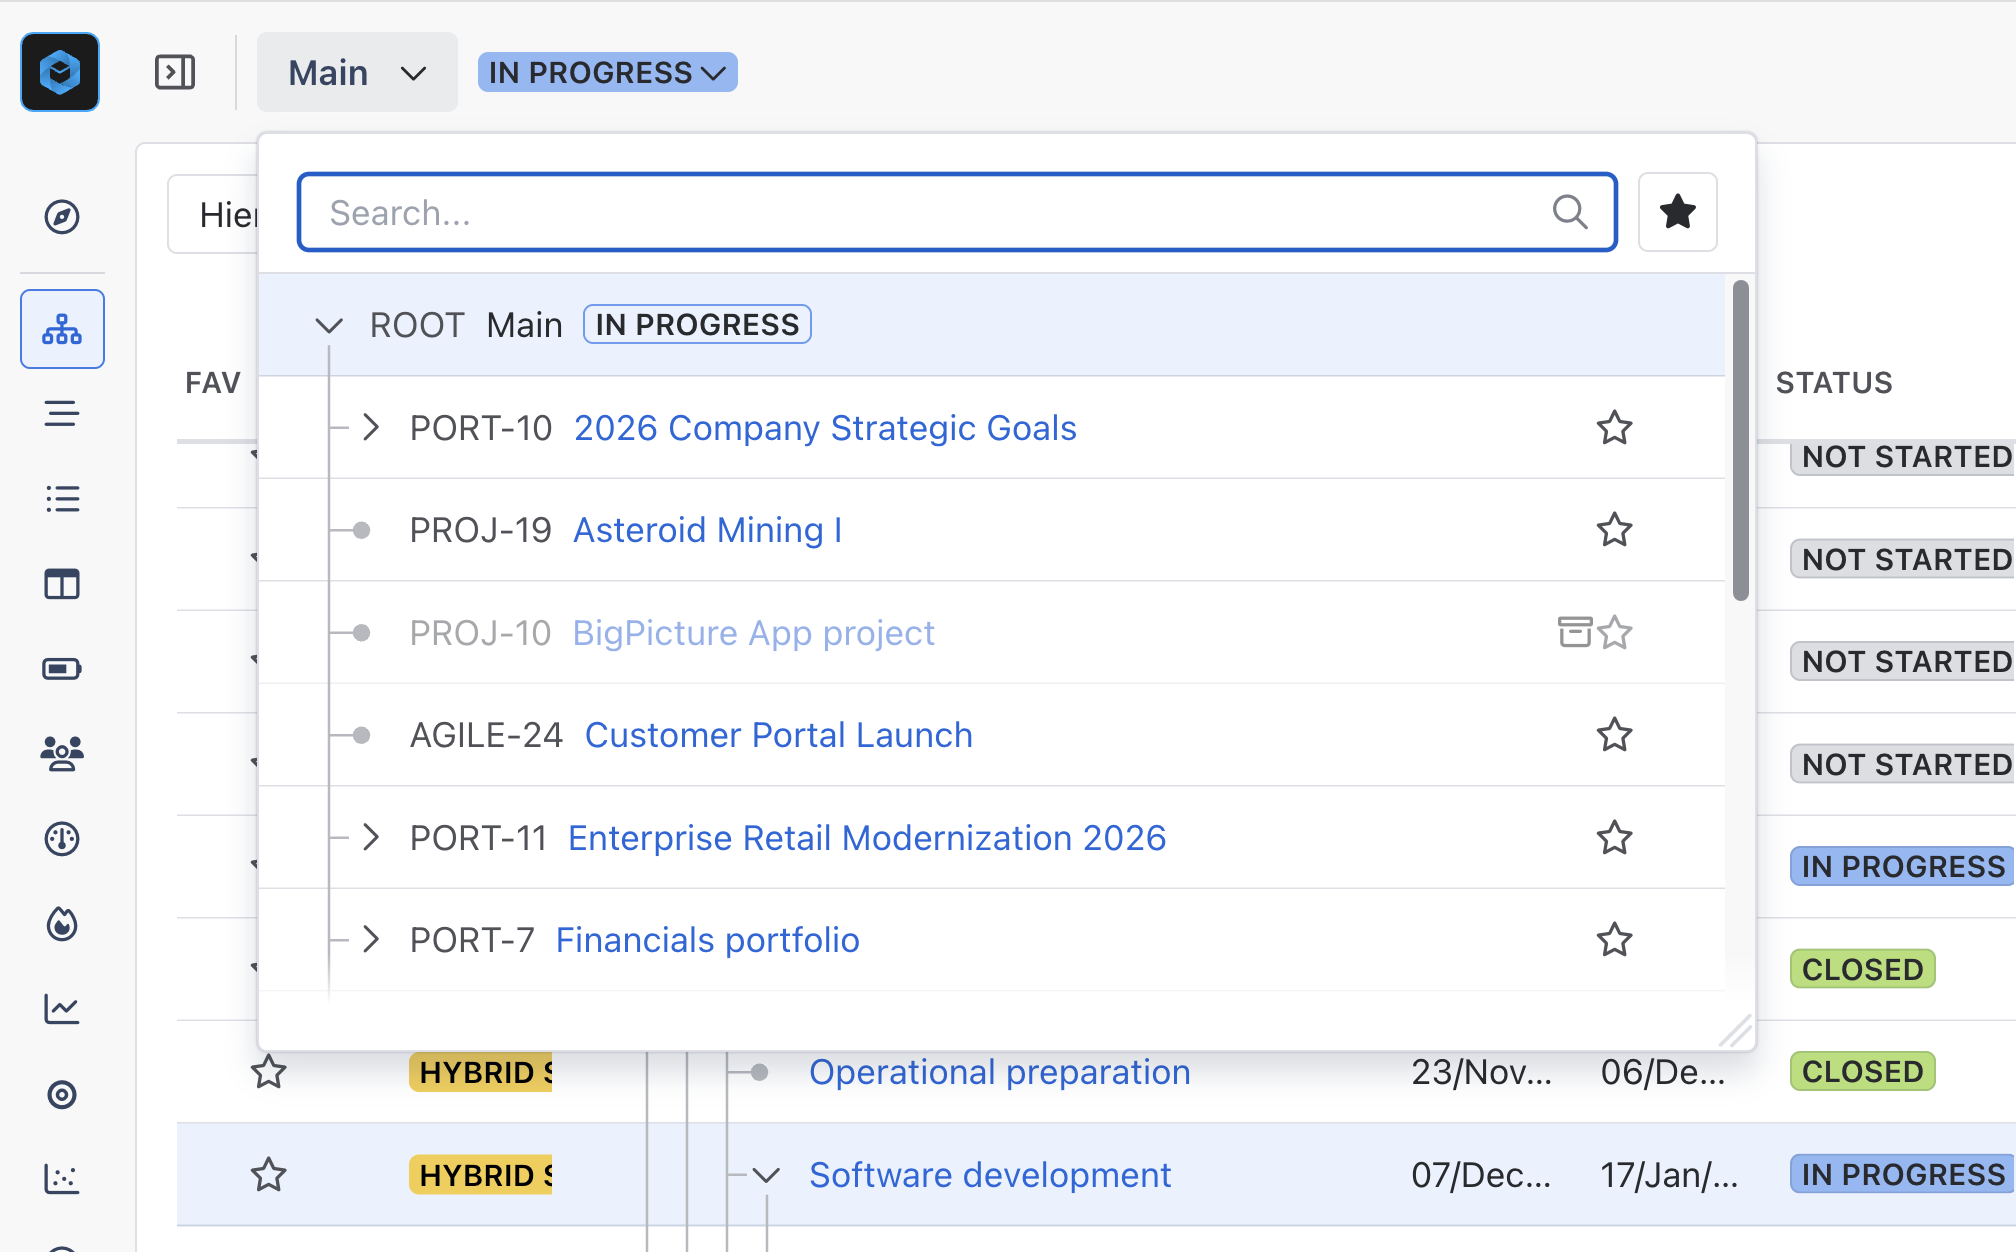 Main
IN PROGRESS
Search...
Hier
ROOT Main IN PROGRESS
FAV
STATUS
PORT-10 2026 Company Strategic Goals
NOT STARTED
PROJ-19 Asteroid Mining I
NOT STARTED
PROJ-10 BigPicture App project
NOT STARTED
AGILE-24 Customer Portal Launch
NOT STARTED
PORT-11 Enterprise Retail Modernization 2026
IN PROGRESS
PORT-7 Financials portfolio
CLOSED
HYBRID S Operational preparation 23/Nov... 06/De... CLOSED
HYBRID S Software development 07/Dec... 17/Jan/... IN PROGRESS